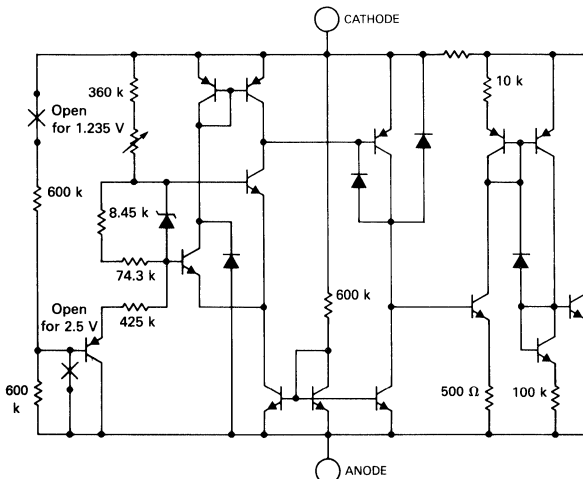 CATHODE
360 k
10 k
Open
for 1.235 V
600 k
8.45 k
74.3 k
600 k
Open
for 2.5 V
425 k
600
k
500 Ω
100 k
ANODE